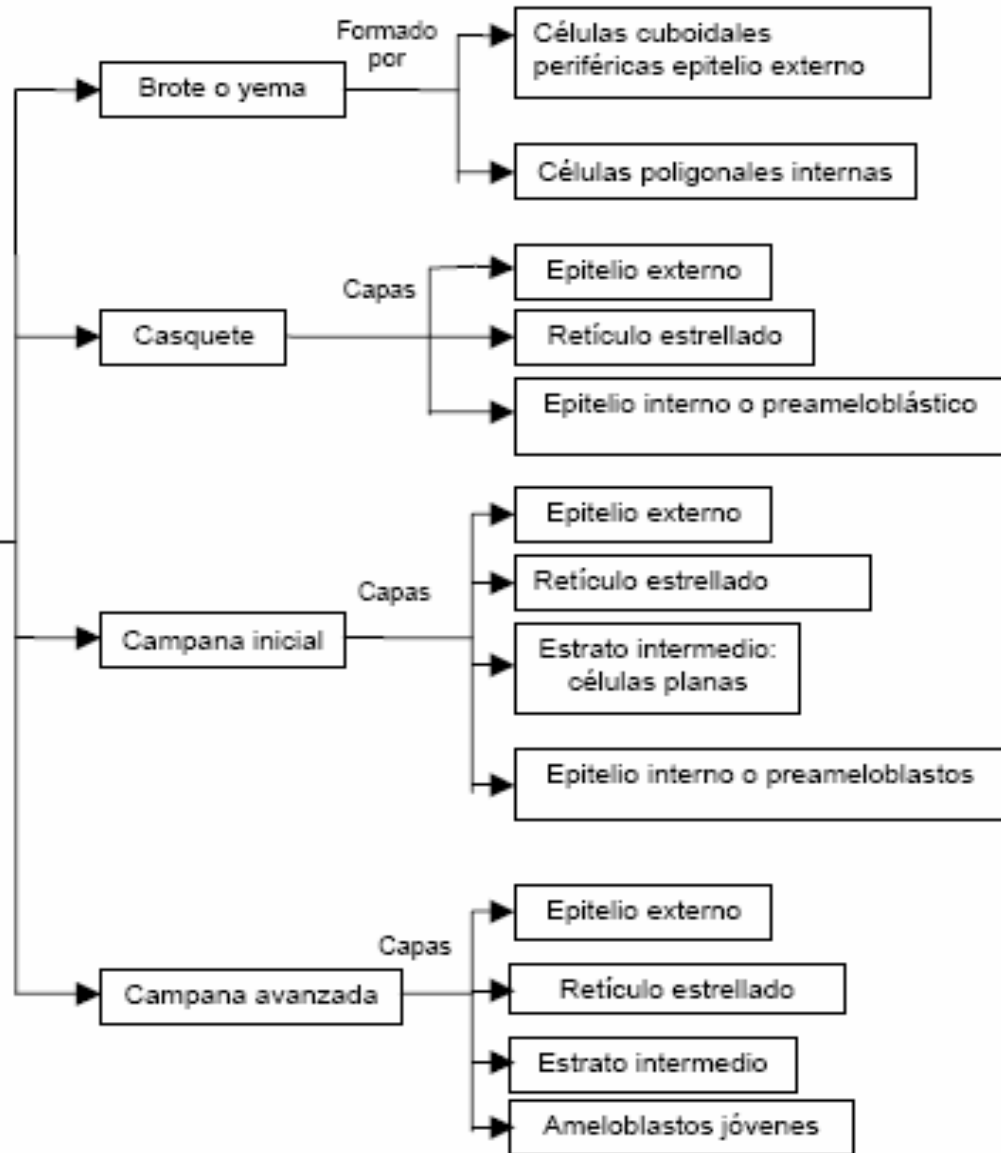 Brote o yema
Formado
por
Células cuboidales
periféricas epitelio externo
Células poligonales internas
Casquete
Capas
Epitelio externo
Retículo estrellado
Epitelio interno o preameloblástico
Campana inicial
Capas
Epitelio externo
Retículo estrellado
Estrato intermedio:
células planas
Epitelio interno o preameloblastos
Campana avanzada
Capas
Epitelio externo
Retículo estrellado
Estrato intermedio
Ameloblastos jóvenes